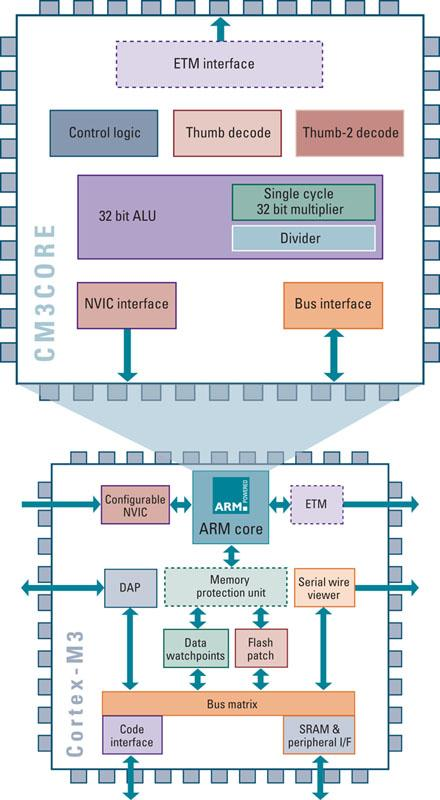 ETM interface
Control logic
Thumb decode
Thumb-2 decode
32 bit ALU
Single cycle
32 bit multiplier
Divider
NVIC interface
Bus interface
CM3CORE
Configurable
NVIC
ARM
POWERED
ARM core
ETM
DAP
Memory
protection unit
Serial wire
viewer
Data
watchpoints
Flash
patch
Bus matrix
Code
interface
SRAM &
peripheral I/F
Cortex-M3